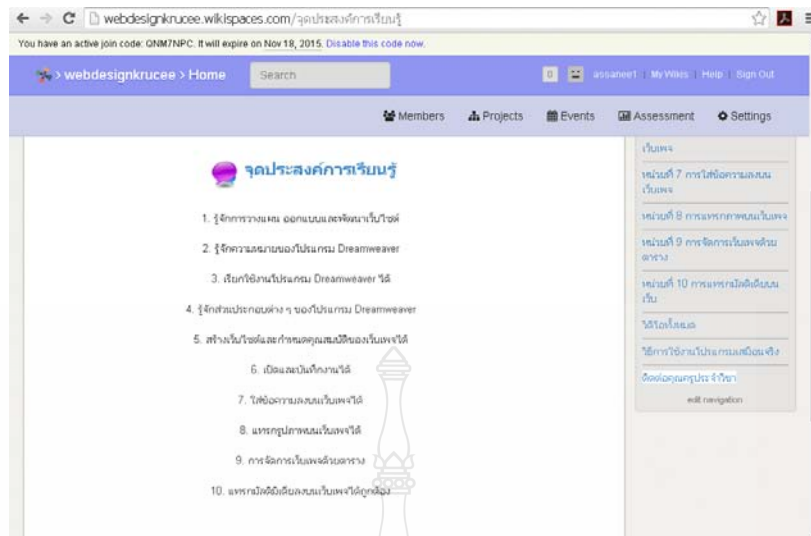 webdesignkrucee.wikispaces.com/จุดประสงค์การเรียนรู้
You have an active join code: QNM7NPC. It will expire on Nov 18, 2015. Disable this code now.
> webdesignkrucee > Home Search 0 assanee1 My Wikis Help Sign Out
Members Projects Events Assessment Settings
จุดประสงค์การเรียนรู้
1. รู้จักการวางแผน ออกแบบและพัฒนาเว็บไซต์
2. รู้จักความหมายของโปรแกรม Dreamweaver
3. เรียกใช้งานโปรแกรม Dreamweaver ได้
4. รู้จักส่วนประกอบต่าง ๆ ของโปรแกรม Dreamweaver
5. สร้างเว็บไซต์และกำหนดคุณสมบัติของเว็บเพจได้
6. เปิดและบันทึกงานได้
7. ใส่ข้อความลงบนเว็บเพจได้
8. แทรกรูปภาพบนเว็บเพจได้
9. การจัดการเว็บเพจด้วยตาราง
10. แทรกมัลติมีเดียลงบนเว็บเพจได้ถูกต้อง
เว็บเพจ
หน่วยที่ 7 การใส่ข้อความลงบน
เว็บเพจ
หน่วยที่ 8 การแทรกภาพบนเว็บเพจ
หน่วยที่ 9 การจัดการเว็บเพจด้วย
ตาราง
หน่วยที่ 10 การแทรกมัลติมีเดียบน
เว็บ
วิดีโอทั้งหมด
วิธีการใช้งานโปรแกรมเสมือนจริง
ติดต่อคุณครูประจำวิชา
edit navigation